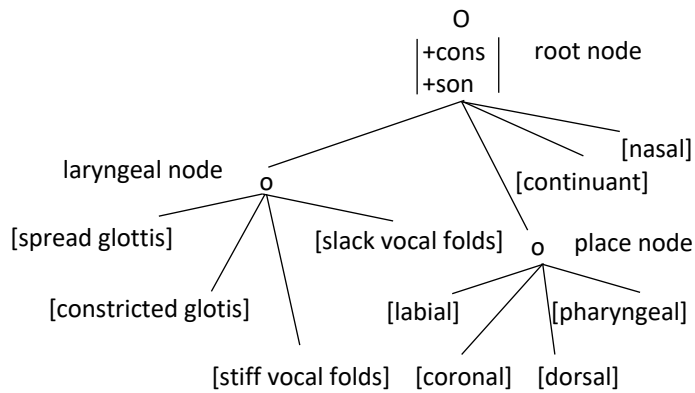 O
+cons
root node
+son
[nasal]
laryngeal node
o
[continuant]
[spread glottis]
[slack vocal folds]
o
place node
[constricted glotis]
[labial]
[pharyngeal]
[stiff vocal folds]
[coronal]
[dorsal]